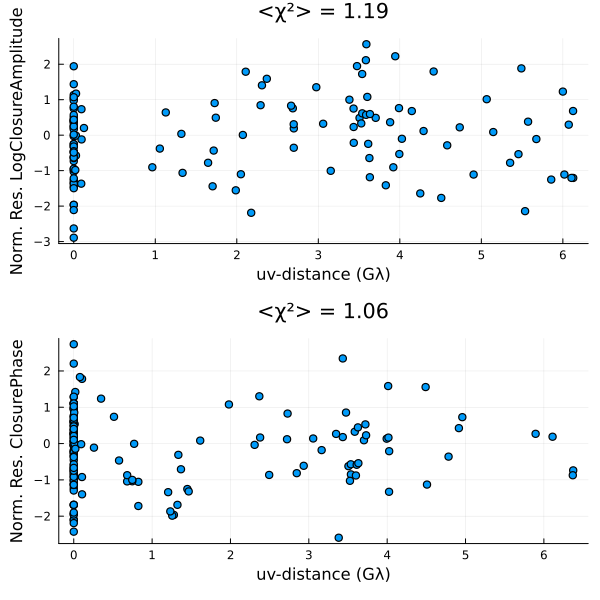 <χ²> = 1.19
Norm. Res. LogClosureAmplitude
2
1
0
−1
−2
−3
0 1 2 3 4 5 6
uv-distance (Gλ)
<χ²> = 1.06
Norm. Res. ClosurePhase
2
1
0
−1
−2
0 1 2 3 4 5 6
uv-distance (Gλ)